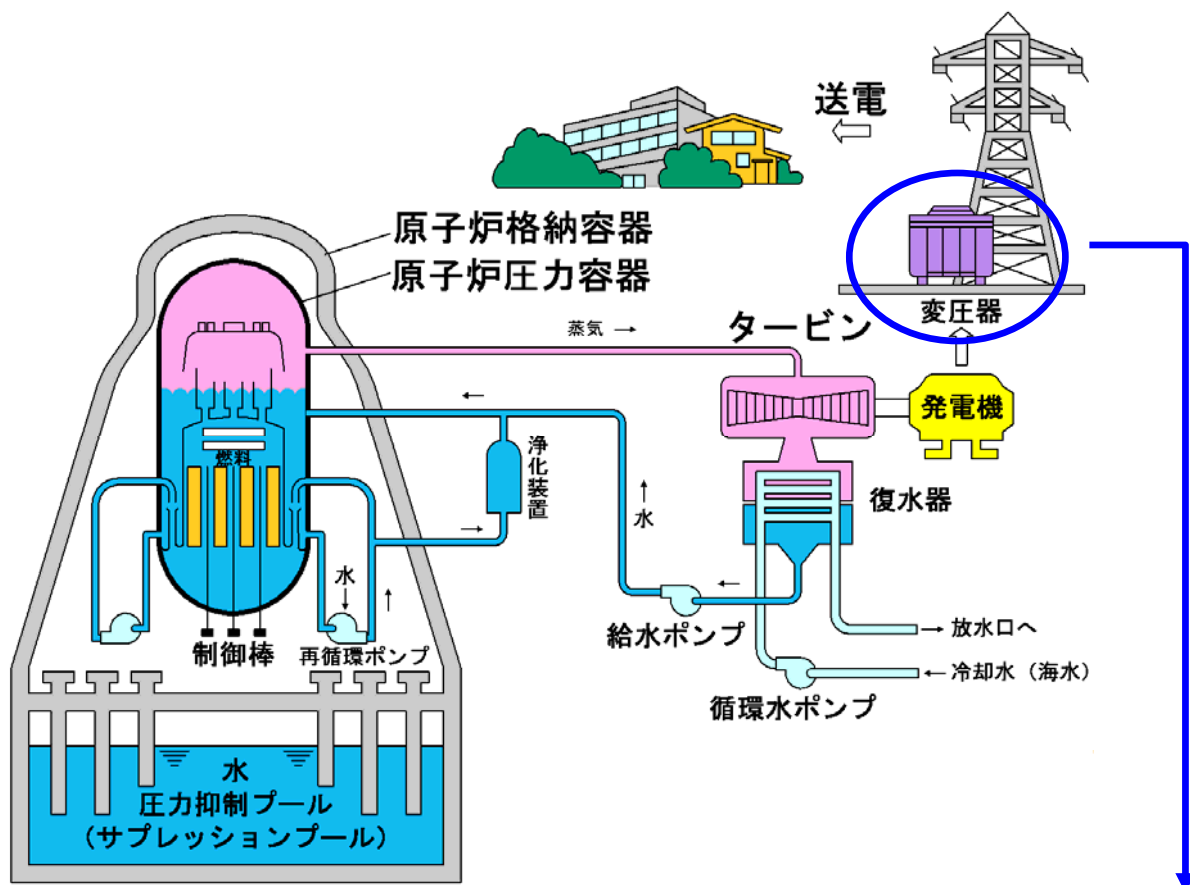 送電
原子炉格納容器
原子炉圧力容器
変圧器
蒸気
タービン
発電機
燃料
浄化装置
水
復水器
水
給水ポンプ
放水口へ
制御棒
再循環ポンプ
冷却水（海水）
循環水ポンプ
水
圧力抑制プール
（サプレッションプール）